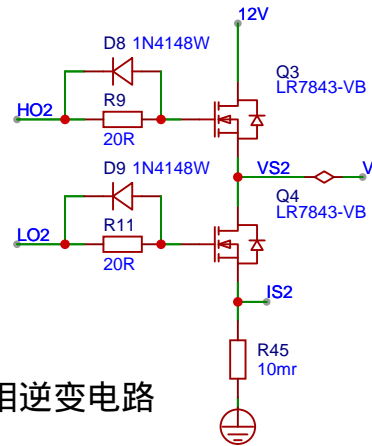 12V
D8 1N4148W
Q3
LR7843-VB
HO2
R9
20R
VS2
V
D9 1N4148W
Q4
LR7843-VB
LO2
R11
20R
IS2
R45
10mr
相逆变电路